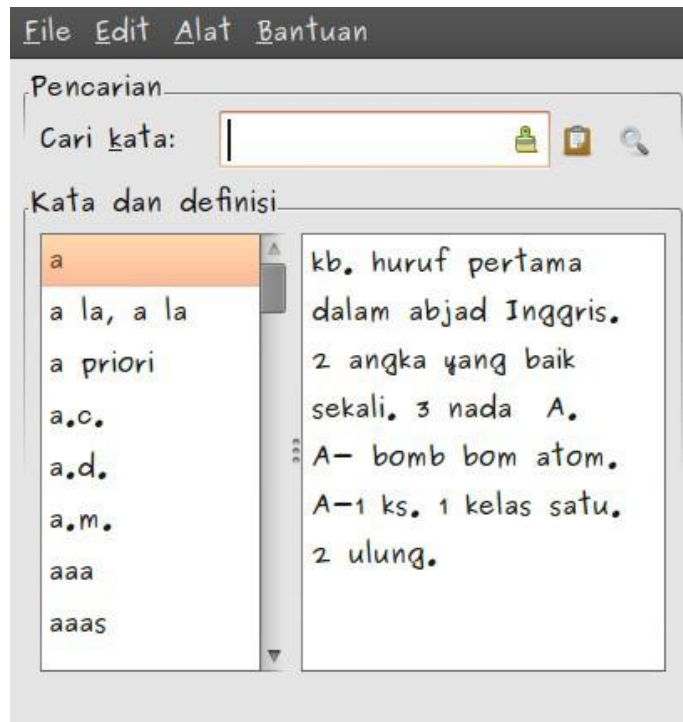 File Edit Alat Bantuan
Pencarian
Cari kata:
Kata dan definisi
a
a la, a la
a priori
a.c.
a.d.
a.m.
aaa
aaas
kb. huruf pertama
dalam abjad Inggris.
2 angka yang baik
sekali. 3 nada A.
A- bomb bom atom.
A-1 ks. 1 kelas satu.
2 ulung.